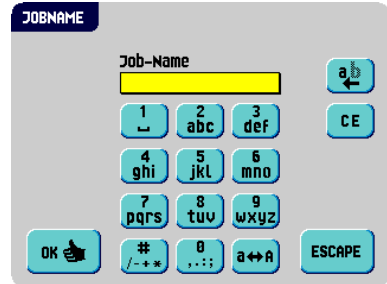 JOBNAME
Job-Name
ab
1 2 3
␣ abc def
CE
4 5 6
ghi jkl mno
7 8 9
pqrs tuv wxyz
OK # 0 a↔A ESCAPE
/-+* ,.:;